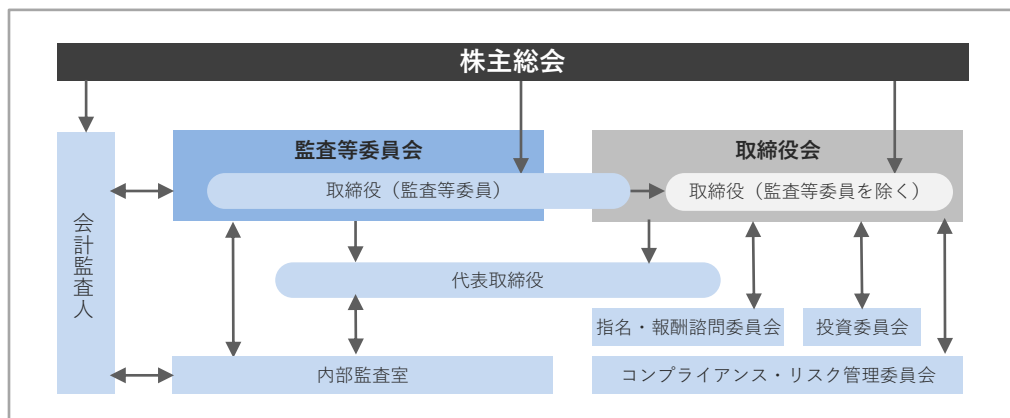 株主総会
監査等委員会
取締役会
取締役（監査等委員）
取締役（監査等委員を除く）
会計監査人
代表取締役
指名・報酬諮問委員会
投資委員会
内部監査室
コンプライアンス・リスク管理委員会